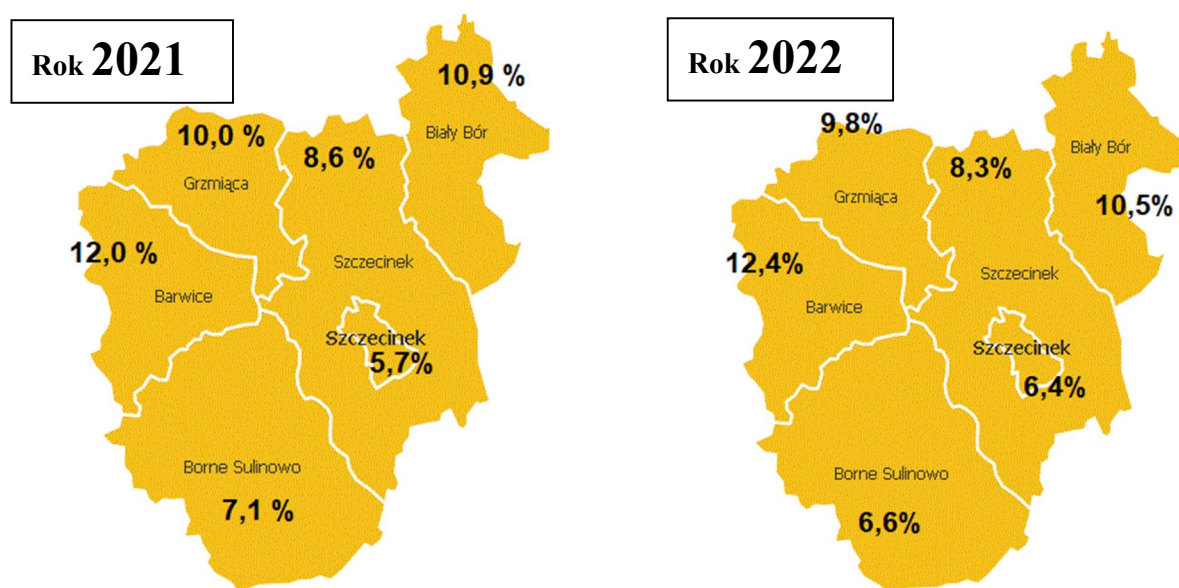 Rok 2021
10,9 %
Biały Bór
10,0 %
8,6 %
Grzmiąca
12,0 %
Szczecinek
Barwice
Szczecinek
5,7%
Borne Sulinowo
7,1 %
Rok 2022
9,8%
Biały Bór
8,3%
Grzmiąca
10,5%
12,4%
Szczecinek
Barwice
Szczecinek
6,4%
Borne Sulinowo
6,6%